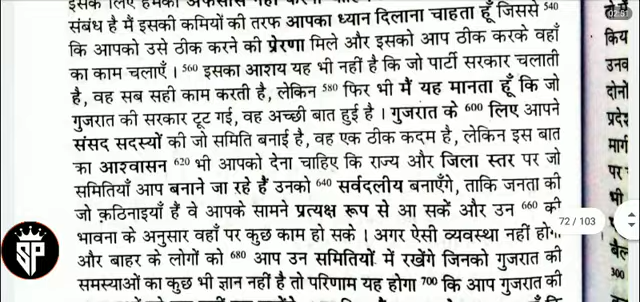 संबंध है मैं इसकी कमियों की तरफ आपका ध्यान दिलाना चाहता हूँ जिससे 540
कि आपको उसे ठीक करने की प्रेरणा मिले और इसको आप ठीक करके वहाँ
का काम चलाएँ। 560 इसका आशय यह भी नहीं है कि जो पार्टी सरकार चलाती
है, वह सब सही काम करती है, लेकिन 580 फिर भी मैं यह मानता हूँ कि जो
गुजरात की सरकार टूट गई, वह अच्छी बात हुई है। गुजरात के 600 लिए आपने
संसद सदस्यों की जो समिति बनाई है, वह एक ठीक कदम है, लेकिन इस बात
का आश्वासन 620 भी आपको देना चाहिए कि राज्य और जिला स्तर पर जो
समितियाँ आप बनाने जा रहे हैं उनको 640 सर्वदलीय बनाएँगे, ताकि जनता की
जो कठिनाइयाँ हैं वे आपके सामने प्रत्यक्ष रूप से आ सकें और उन 660 की
भावना के अनुसार वहाँ पर कुछ काम हो सके। अगर ऐसी व्यवस्था नहीं
और बाहर के लोगों को 680 आप उन समितियों में रखेंगे जिनको गुजरात की
समस्याओं का कुछ भी ज्ञान नहीं है तो परिणाम यह होगा 700 कि आप गुजरात की
72 / 103
SP
किय
उनव
दोनों
प्रदेश
मार्ग
पर
भी
बैल
300